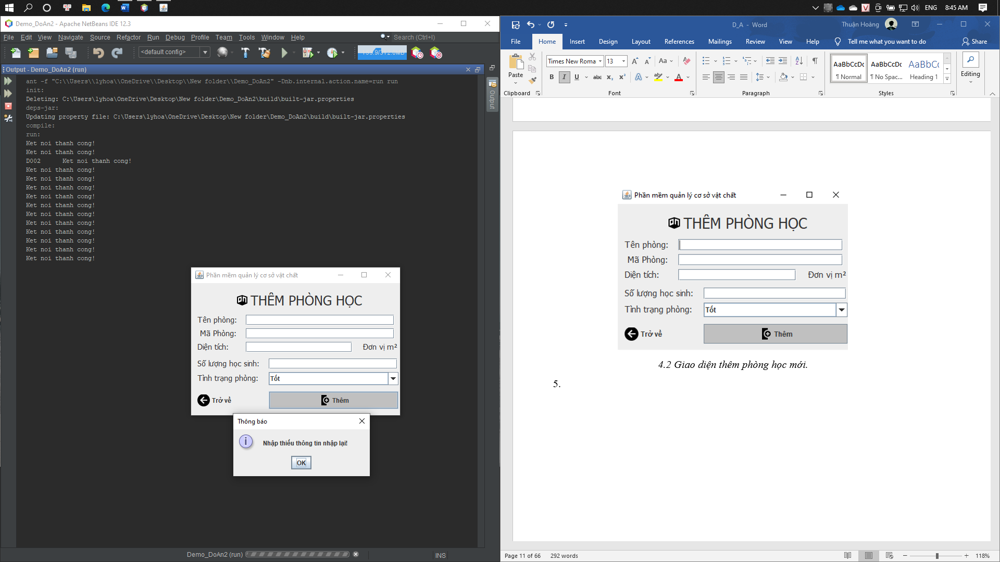 ENG
8:45 AM
Demo_DoAn2 - Apache NetBeans IDE 12.3
File Edit View Navigate Source Refactor Run Debug Profile Team Tools Window Help
Search (Ctrl+I)
<default config>
Output - Demo_DoAn2 (run)
ant -f "C:\\Users\\lyhoa\\OneDrive\\Desktop\\New folder\\Demo_DoAn2" -Dnb.internal.action.name=run run
init:
Deleting: C:\Users\lyhoa\OneDrive\Desktop\New folder\Demo_DoAn2\build\built-jar.properties
deps-jar:
Updating property file: C:\Users\lyhoa\OneDrive\Desktop\New folder\Demo_DoAn2\build\built-jar.properties
compile:
run:
Ket noi thanh cong!
Ket noi thanh cong!
D002 Ket noi thanh cong!
Ket noi thanh cong!
Ket noi thanh cong!
Ket noi thanh cong!
Ket noi thanh cong!
Ket noi thanh cong!
Ket noi thanh cong!
Ket noi thanh cong!
Ket noi thanh cong!
Ket noi thanh cong!
Ket noi thanh cong!
Ket noi thanh cong!
Output
Phần mềm quản lý cơ sở vật chất
THÊM PHÒNG HỌC
Tên phòng:
Mã Phòng:
Diện tích: Đơn vị m²
Số lượng học sinh:
Tình trạng phòng: Tốt
Trở về Thêm
Thông báo
Nhập thiếu thông tin nhập lại!
OK
Demo_DoAn2 (run)
INS
D_A - Word
Thuận Hoàng
File Home Insert Design Layout References Mailings Review View Help Tell me what you want to do Share
Paste
Times New Roma 13
Aa
B I U abc x₂ x²
Clipboard Font Paragraph Styles
AaBbCcDc AaBbCcDc AaBbCc
¶ Normal ¶ No Spac... Heading 1
Editing
Phần mềm quản lý cơ sở vật chất
THÊM PHÒNG HỌC
Tên phòng:
Mã Phòng:
Diện tích: Đơn vị m²
Số lượng học sinh:
Tình trạng phòng: Tốt
Trở về Thêm
4.2 Giao diện thêm phòng học mới.
5.
Page 11 of 66 292 words
118%